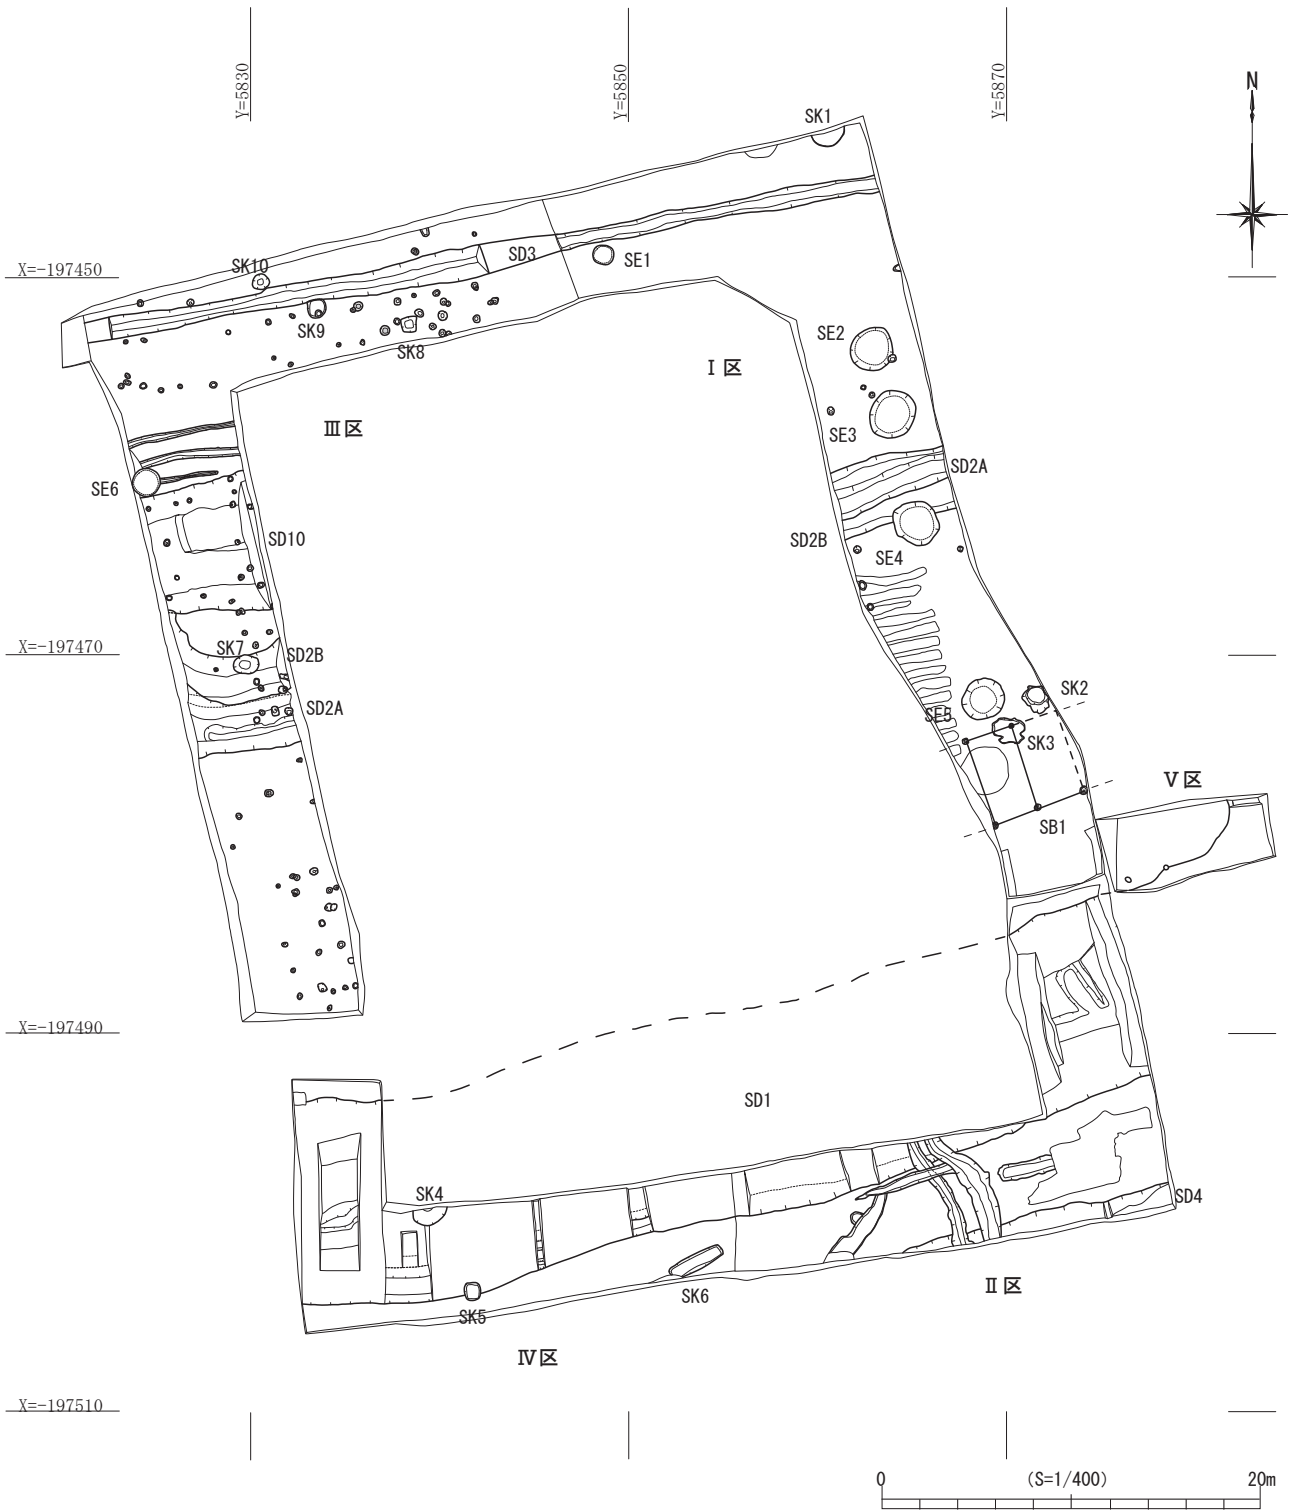 Y=5830
Y=5850
Y=5870
N
SK1
X=-197450
SK10
SD3
SE1
SK9
SK8
SE2
Ⅰ区
Ⅲ区
SE3
SD2A
SE6
SD10
SD2B
SE4
X=-197470
SK7
SD2B
SD2A
SK2
SE5
SK3
Ⅴ区
SB1
X=-197490
SD1
SK4
SD4
SK6
SK5
Ⅱ区
Ⅳ区
X=-197510
0 (S=1/400) 20m